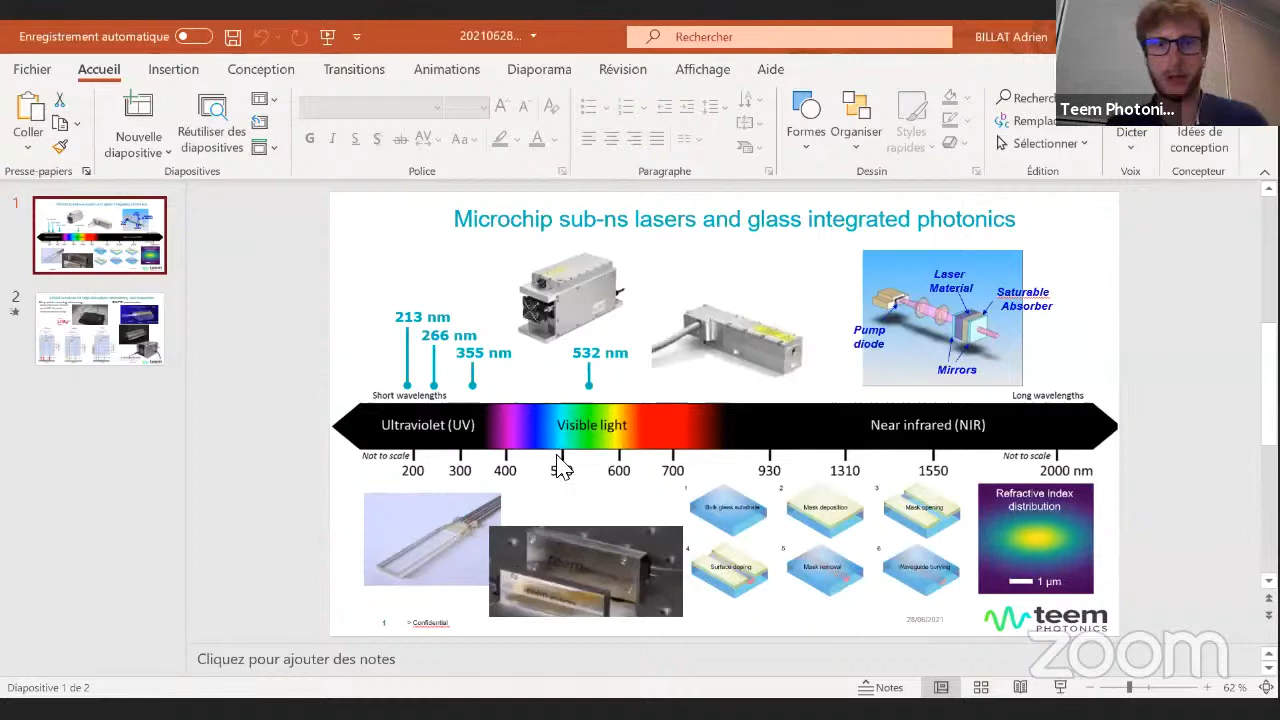 Enregistrement automatique
20210628...
Rechercher
BILLAT Adrien
Teem Photoni...
Fichier
Accueil
Insertion
Conception
Transitions
Animations
Diaporama
Révision
Affichage
Aide
Coller
Nouvelle
diapositive
Réutiliser des
diapositives
G
I
S
S
ab
AV
Aa
A
Formes
Organiser
Styles
rapides
Recherc
Remplac
Sélectionner
Dicter
Idées de
conception
Presse-papiers
Diapositives
Police
Paragraphe
Dessin
Édition
Voix
Concepteur
1
2
Microchip sub-ns lasers and glass integrated photonics
213 nm
266 nm
355 nm
532 nm
Laser
Material
Saturable
Absorber
Pump
diode
Mirrors
Short wavelengths
Long wavelengths
Ultraviolet (UV)
Visible light
Near infrared (NIR)
Not to scale
Not to scale
200
300
400
600
700
930
1310
1550
2000 nm
1
Bulk glass substrate
2
Mask deposition
3
Mask opening
4
Surface doping
5
Mask removal
6
Waveguide burying
Refractive index
distribution
1 µm
1
> Confidential
28/06/2021
teem
PHOTONICS
zoom
Cliquez pour ajouter des notes
Diapositive 1 de 2
Notes
62 %